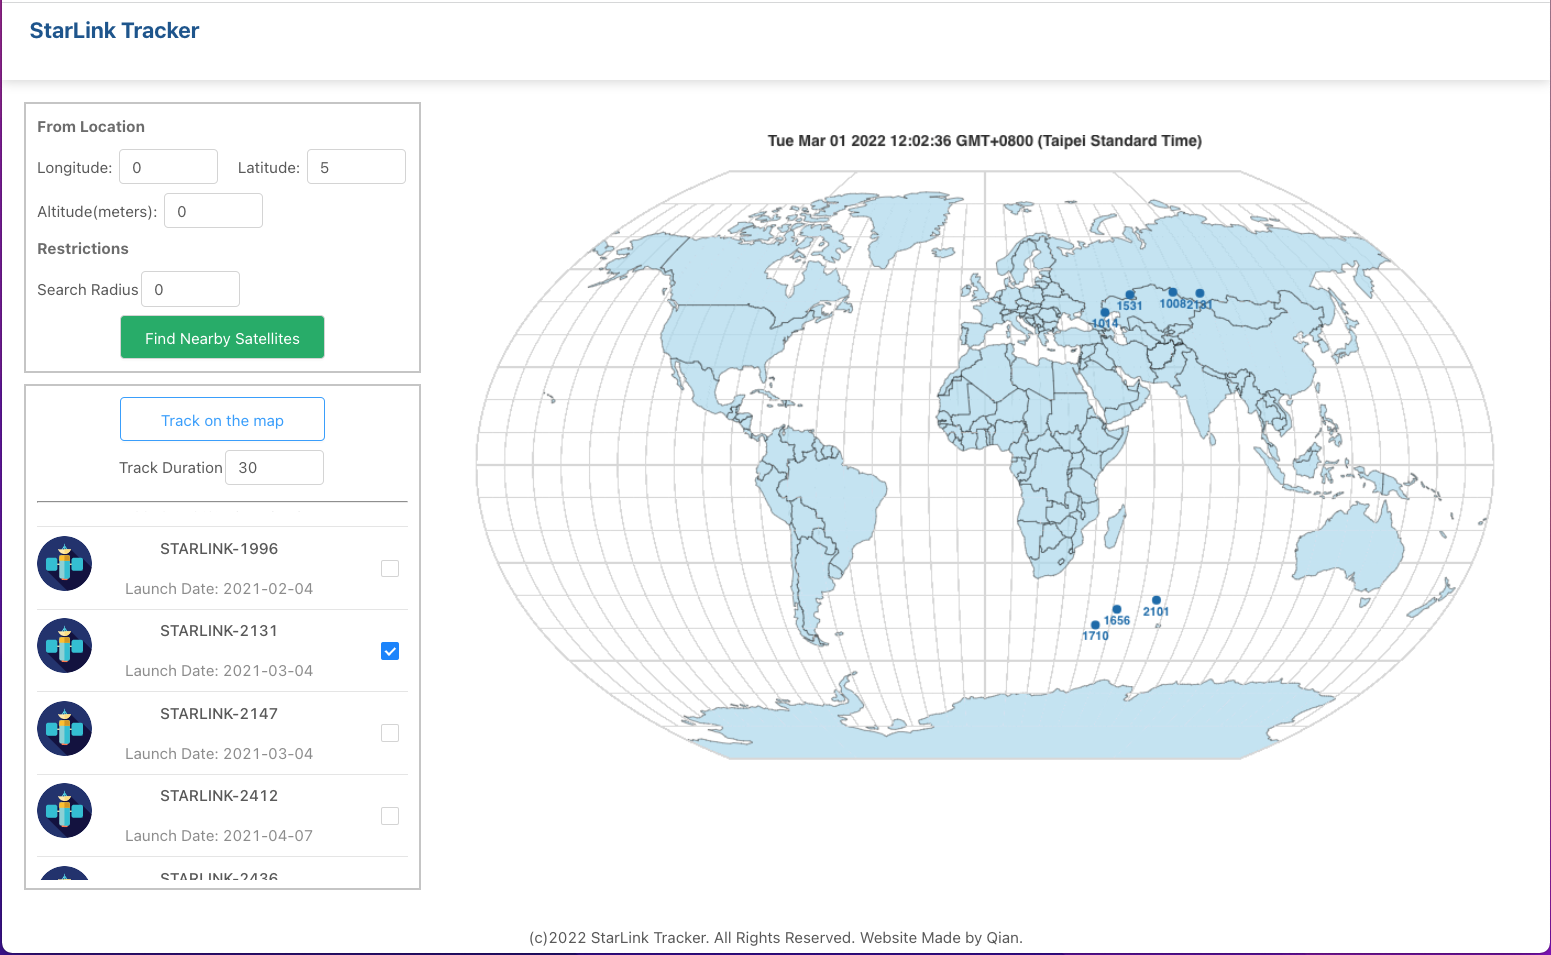 StarLink Tracker
From Location
Longitude: 0 Latitude: 5
Altitude(meters): 0
Restrictions
Search Radius 0
Find Nearby Satellites
Track on the map
Track Duration 30
STARLINK-1996
Launch Date: 2021-02-04
STARLINK-2131
Launch Date: 2021-03-04
STARLINK-2147
Launch Date: 2021-03-04
STARLINK-2412
Launch Date: 2021-04-07
STARLINK-2436
Tue Mar 01 2022 12:02:36 GMT+0800 (Taipei Standard Time)
1531
1008
2131
1014
2101
1656
1710
(c)2022 StarLink Tracker. All Rights Reserved. Website Made by Qian.